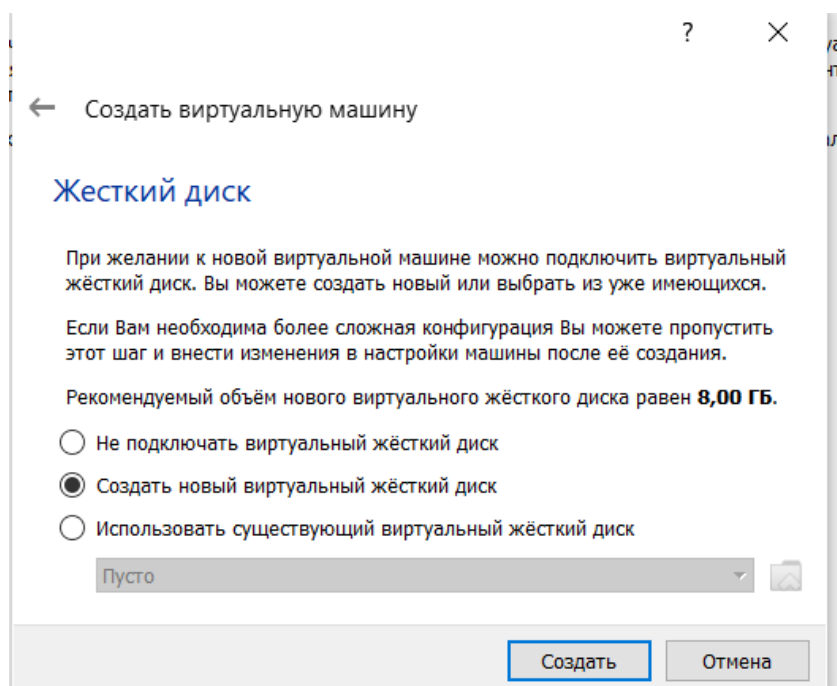 ?
Создать виртуальную машину
Жесткий диск
При желании к новой виртуальной машине можно подключить виртуальный
жёсткий диск. Вы можете создать новый или выбрать из уже имеющихся.
Если Вам необходима более сложная конфигурация Вы можете пропустить
этот шаг и внести изменения в настройки машины после её создания.
Рекомендуемый объём нового виртуального жёсткого диска равен 8,00 ГБ.
Не подключать виртуальный жёсткий диск
Создать новый виртуальный жёсткий диск
Использовать существующий виртуальный жёсткий диск
Пусто
Создать Отмена